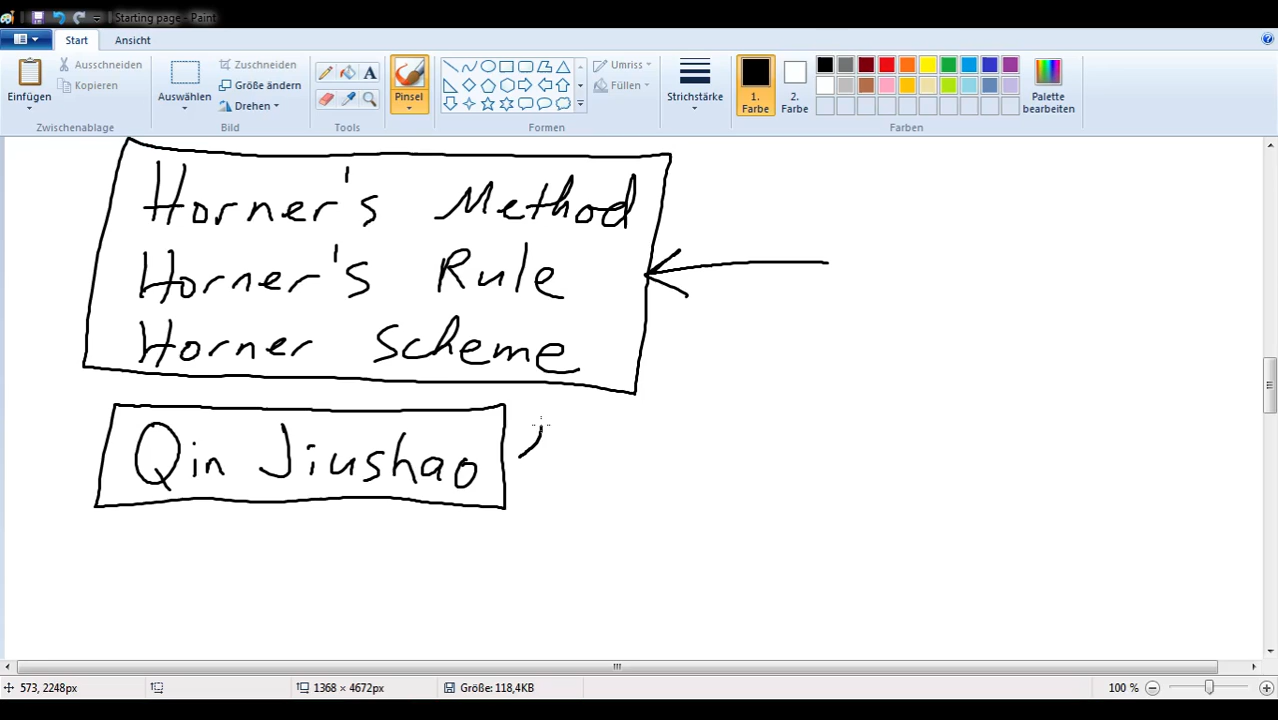 Starting page - Paint
Start Ansicht
Einfügen
Ausschneiden
Kopieren
Zwischenablage
Auswählen
Zuschneiden
Größe ändern
Drehen
Bild
A
Pinsel
Tools
Umriss
Füllen
Formen
Strichstärke
1.
Farbe
2.
Farbe
Palette
bearbeiten
Farben
Horner's Method
Horner's Rule
Horner Scheme
Qin Jiushao
573, 2248px 1368 × 4672px Größe: 118,4KB 100 %